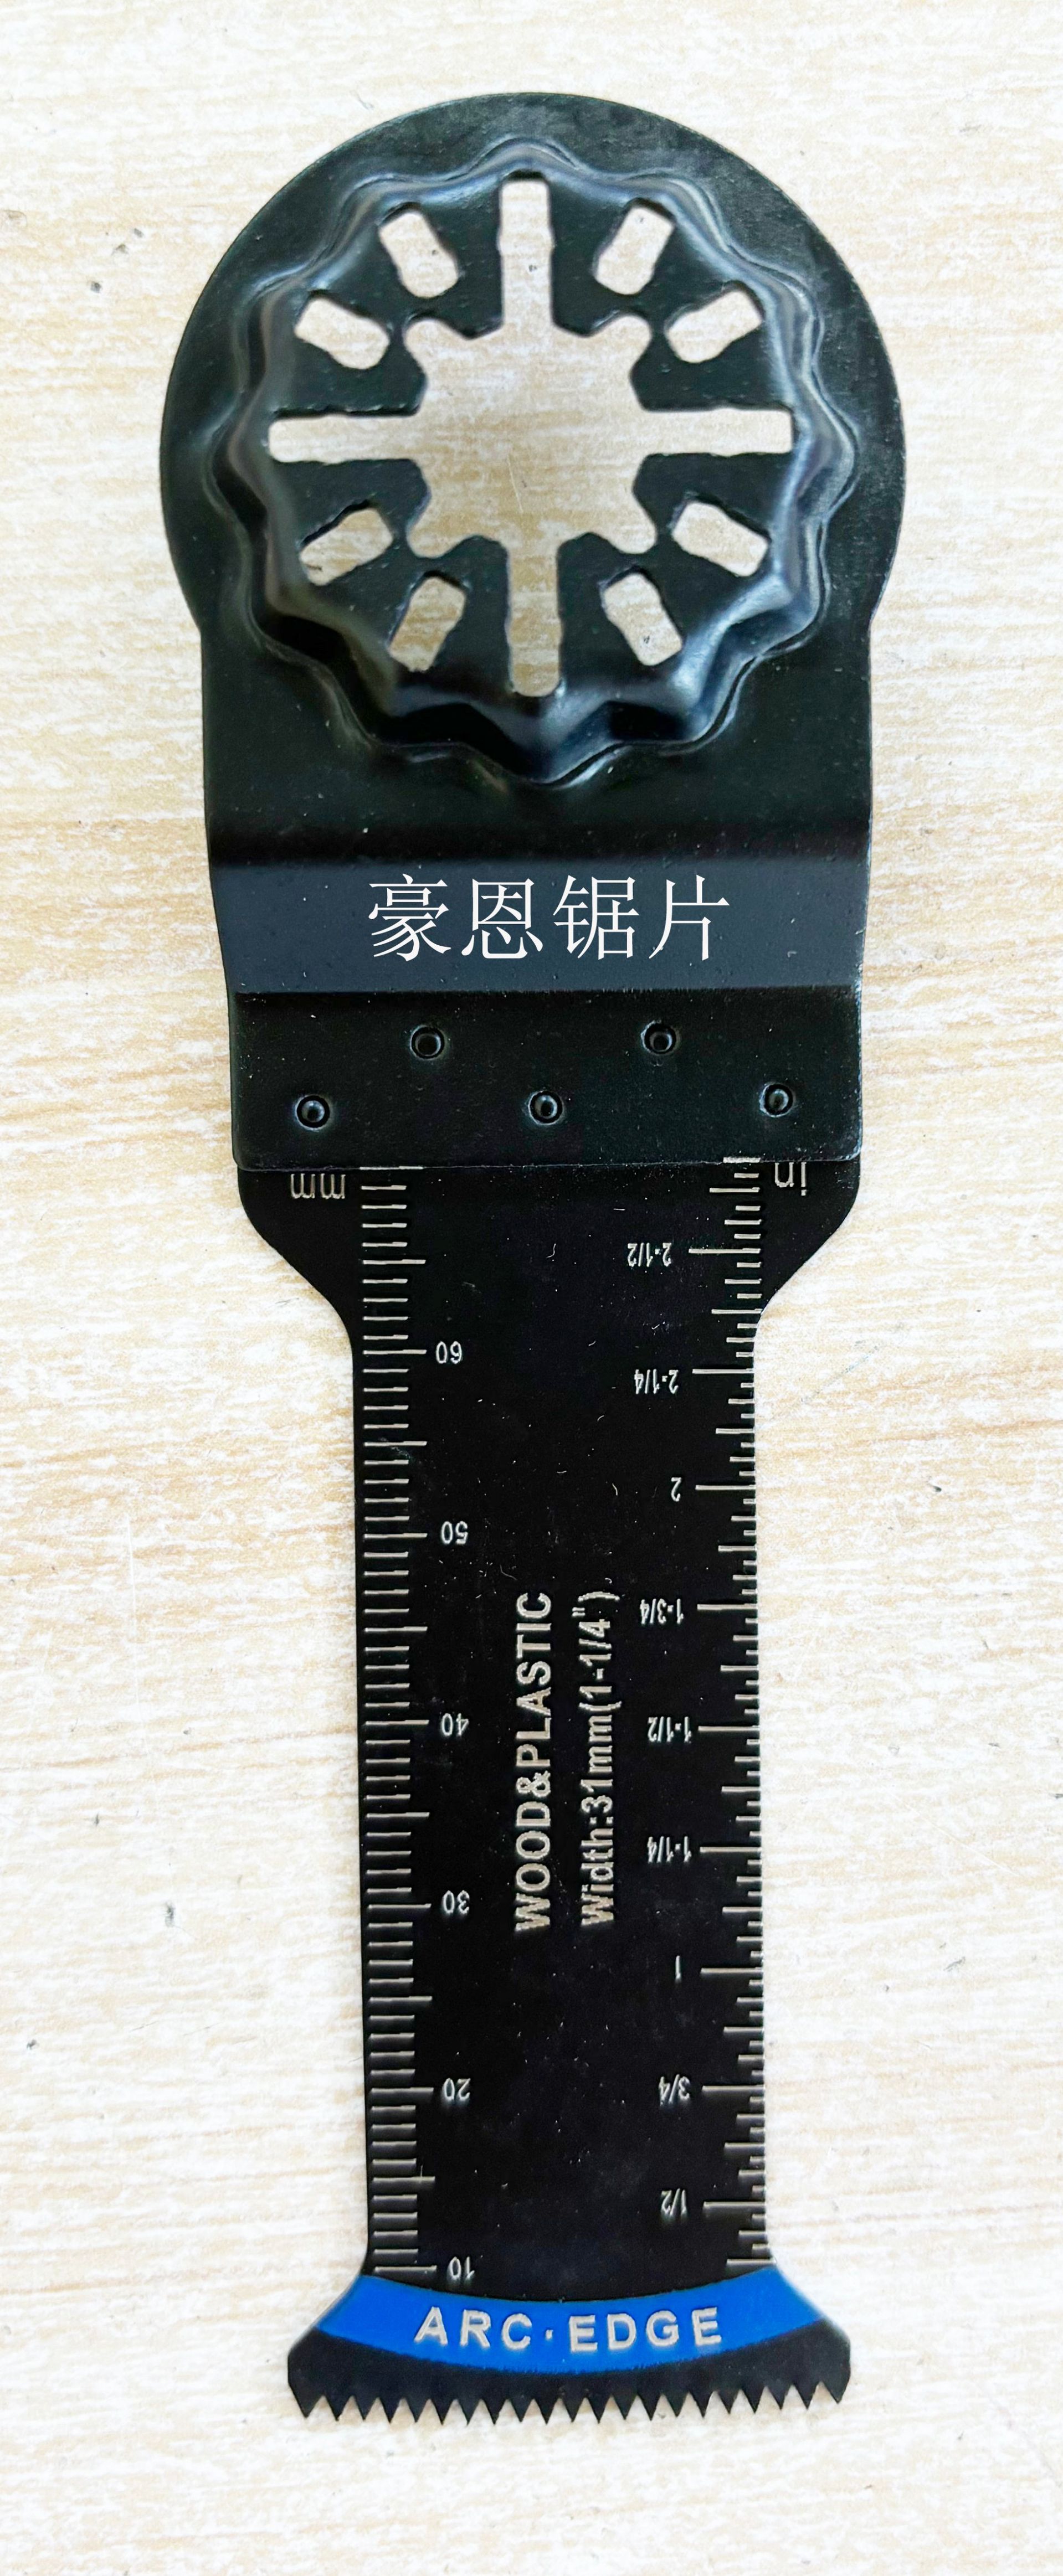 豪恩锯片
mm
in
2-1/2
60
2-1/4
2
50
1-3/4
WOOD&PLASTIC
Width:31mm(1-1/4")
40
1-1/2
1-1/4
30
1
20
3/4
1/2
10
ARC·EDGE